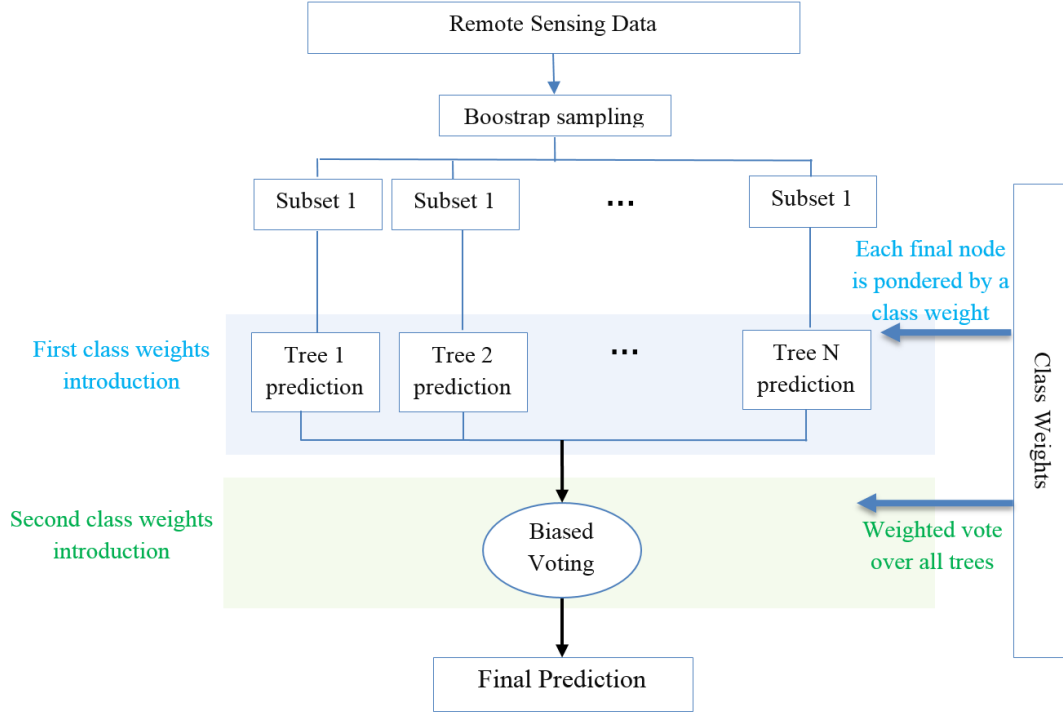 Remote Sensing Data
Boostrap sampling
Subset 1
Subset 1
...
Subset 1
Each final node
is pondered by a
class weight
First class weights
introduction
Tree 1
prediction
Tree 2
prediction
...
Tree N
prediction
Class Weights
Second class weights
introduction
Biased
Voting
Weighted vote
over all trees
Final Prediction